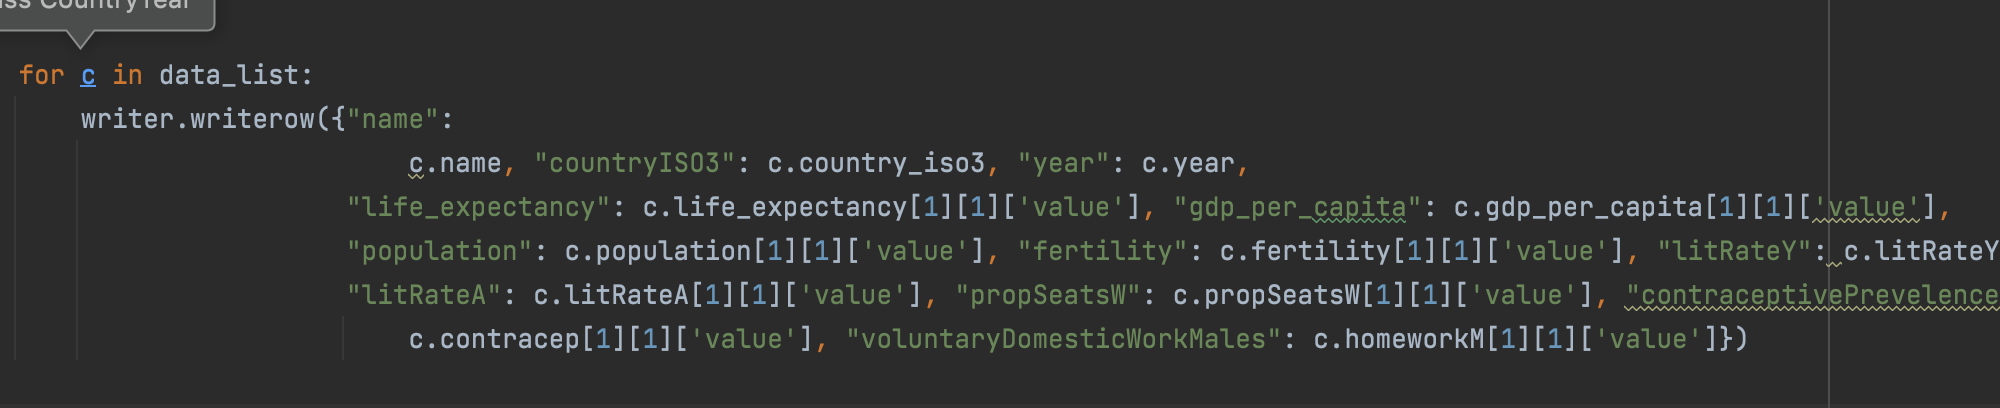 CountryYear
for c in data_list:
writer.writerow({"name":
c.name, "countryISO3": c.country_iso3, "year": c.year,
"life_expectancy": c.life_expectancy[1][1]['value'], "gdp_per_capita": c.gdp_per_capita[1][1]['value'],
"population": c.population[1][1]['value'], "fertility": c.fertility[1][1]['value'], "litRateY": c.litRateY
"litRateA": c.litRateA[1][1]['value'], "propSeatsW": c.propSeatsW[1][1]['value'], "contraceptivePrevelence
c.contracep[1][1]['value'], "voluntaryDomesticWorkMales": c.homeworkM[1][1]['value']})